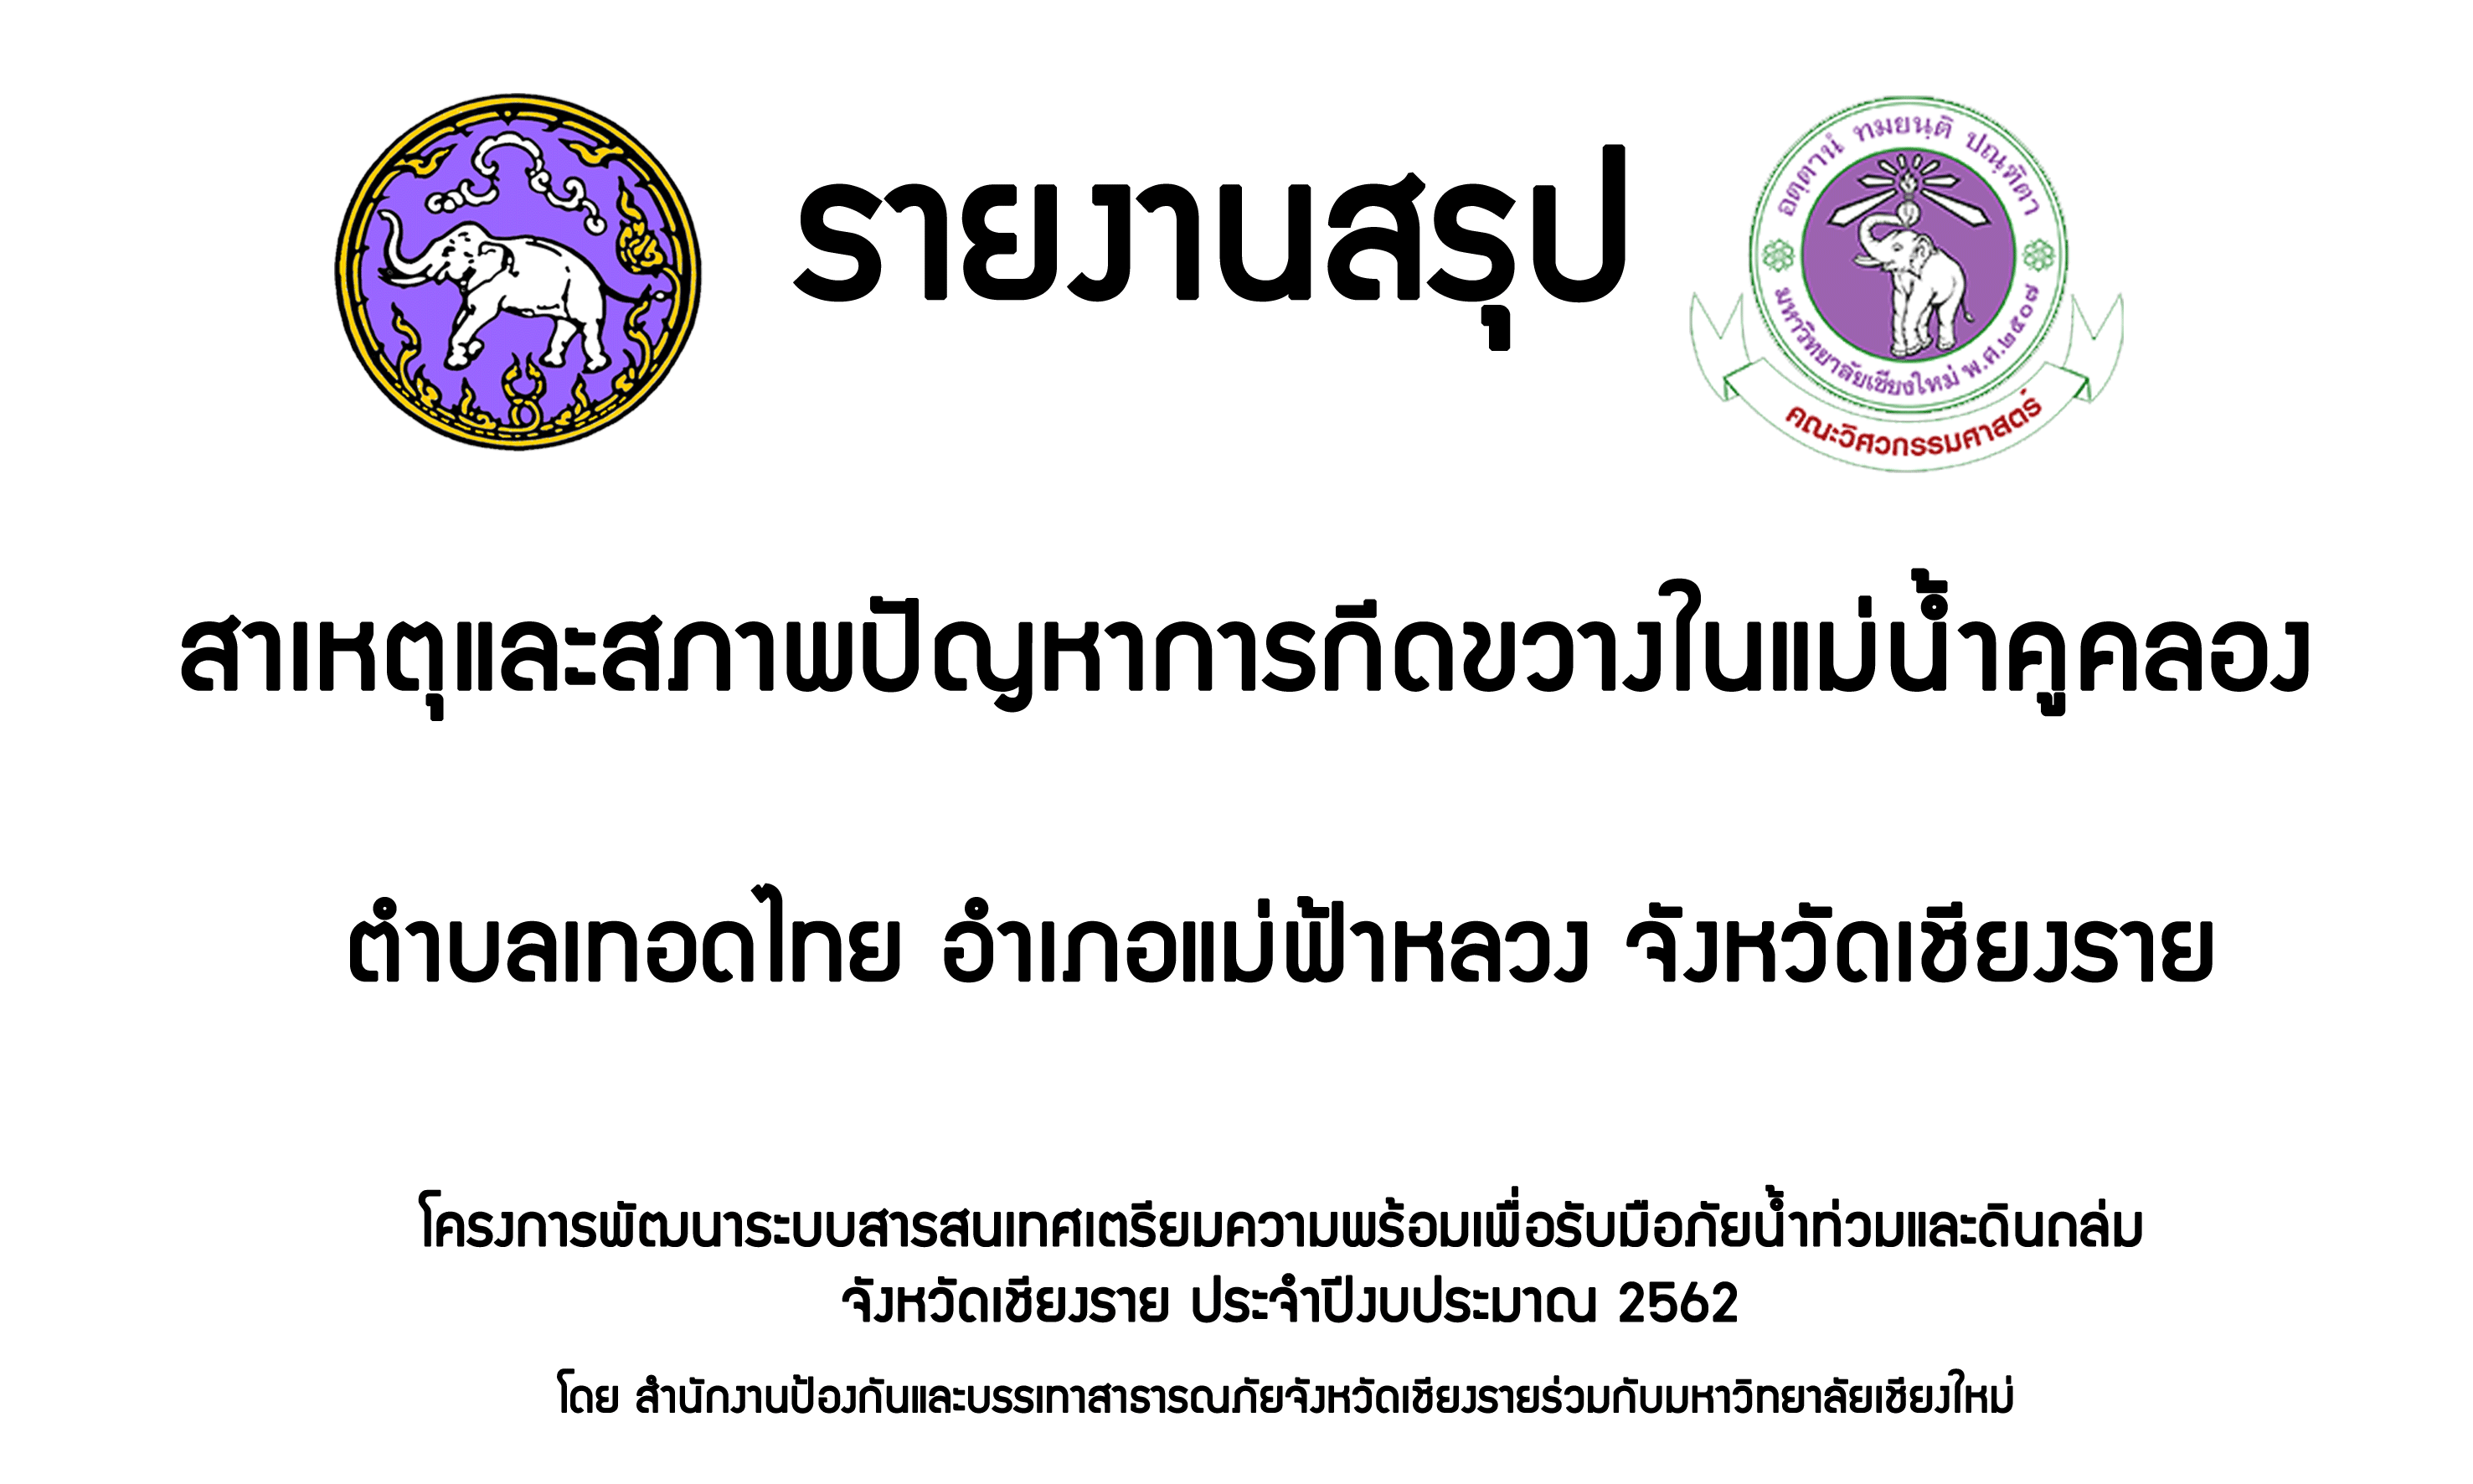 รายงานสรุป
อตฺตานํ ทมยนฺติ ปณฺฑิตา
มหาวิทยาลัยเชียงใหม่ พ.ศ.๒๕๐๗
คณะวิศวกรรมศาสตร์
สาเหตุและสภาพปัญหาการกีดขวางในแม่น้ำคูคลอง
ตำบลเทอดไทย อำเภอแม่ฟ้าหลวง จังหวัดเชียงราย
โครงการพัฒนาระบบสารสนเทศเตรียมความพร้อมเพื่อรับมือภัยน้ำท่วมและดินถล่ม
จังหวัดเชียงราย ประจำปีงบประมาณ 2562
โดย สำนักงานป้องกันและบรรเทาสาธารณภัยจังหวัดเชียงรายร่วมกับมหาวิทยาลัยเชียงใหม่